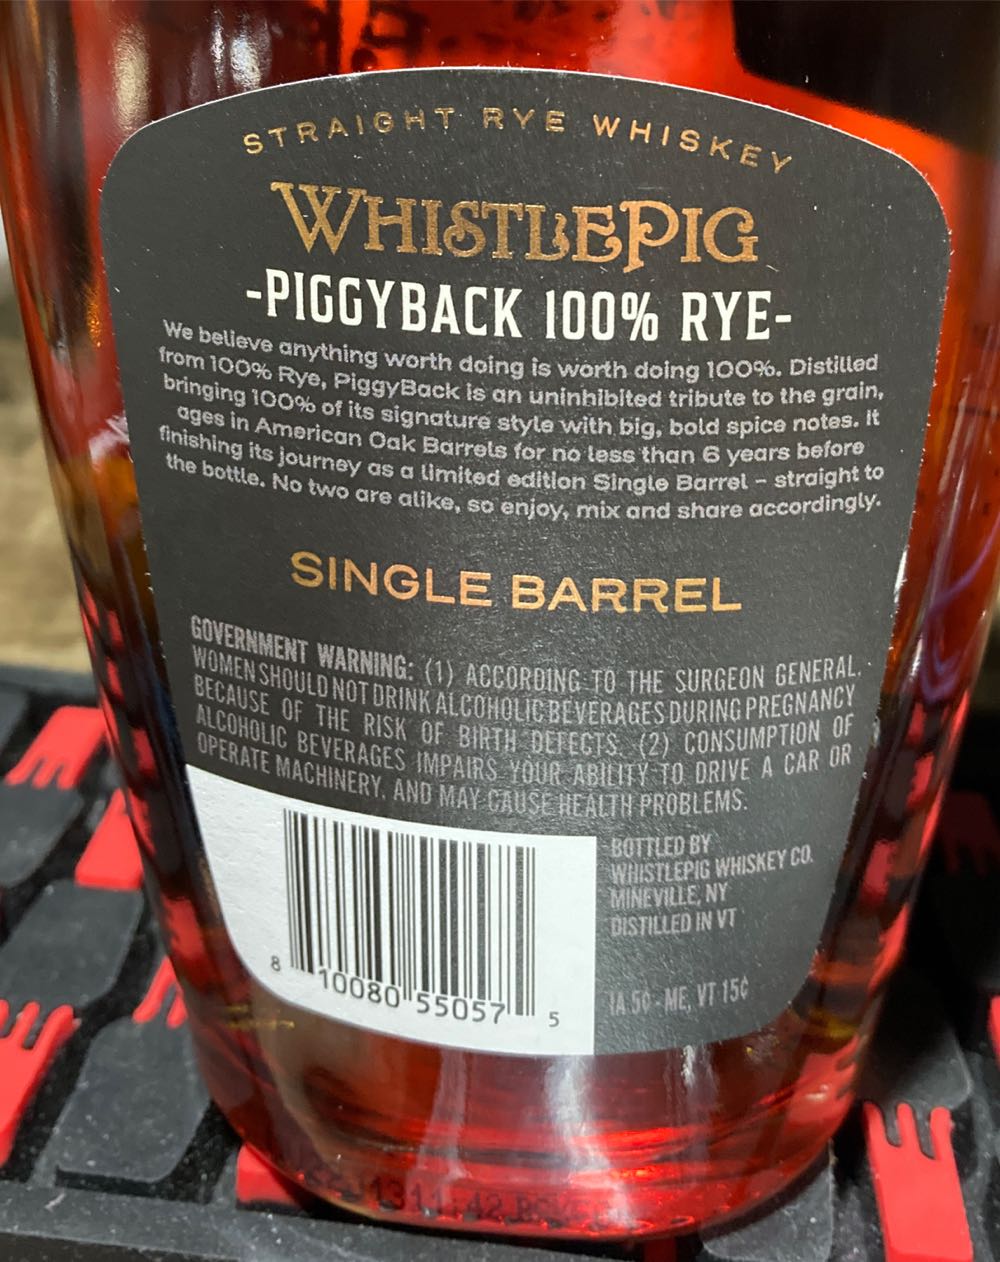 STRAIGHT RYE WHISKEY
WHISTLEPIG
-PIGGYBACK 100% RYE-
We believe anything worth doing is worth doing 100%. Distilled
from 100% Rye, PiggyBack is an uninhibited tribute to the grain,
bringing 100% of its signature style with big, bold spice notes. It
ages in American Oak Barrels for no less than 6 years before
finishing its journey as a limited edition Single Barrel – straight to
the bottle. No two are alike, so enjoy, mix and share accordingly.
SINGLE BARREL
GOVERNMENT WARNING: (1) ACCORDING TO THE SURGEON GENERAL,
WOMEN SHOULD NOT DRINK ALCOHOLIC BEVERAGES DURING PREGNANCY
BECAUSE OF THE RISK OF BIRTH DEFECTS. (2) CONSUMPTION OF
ALCOHOLIC BEVERAGES IMPAIRS YOUR ABILITY TO DRIVE A CAR OR
OPERATE MACHINERY, AND MAY CAUSE HEALTH PROBLEMS.
BOTTLED BY
WHISTLEPIG WHISKEY CO.
MINEVILLE, NY
DISTILLED IN VT
IA 5¢ - ME, VT 15¢
8 10080 55057 5